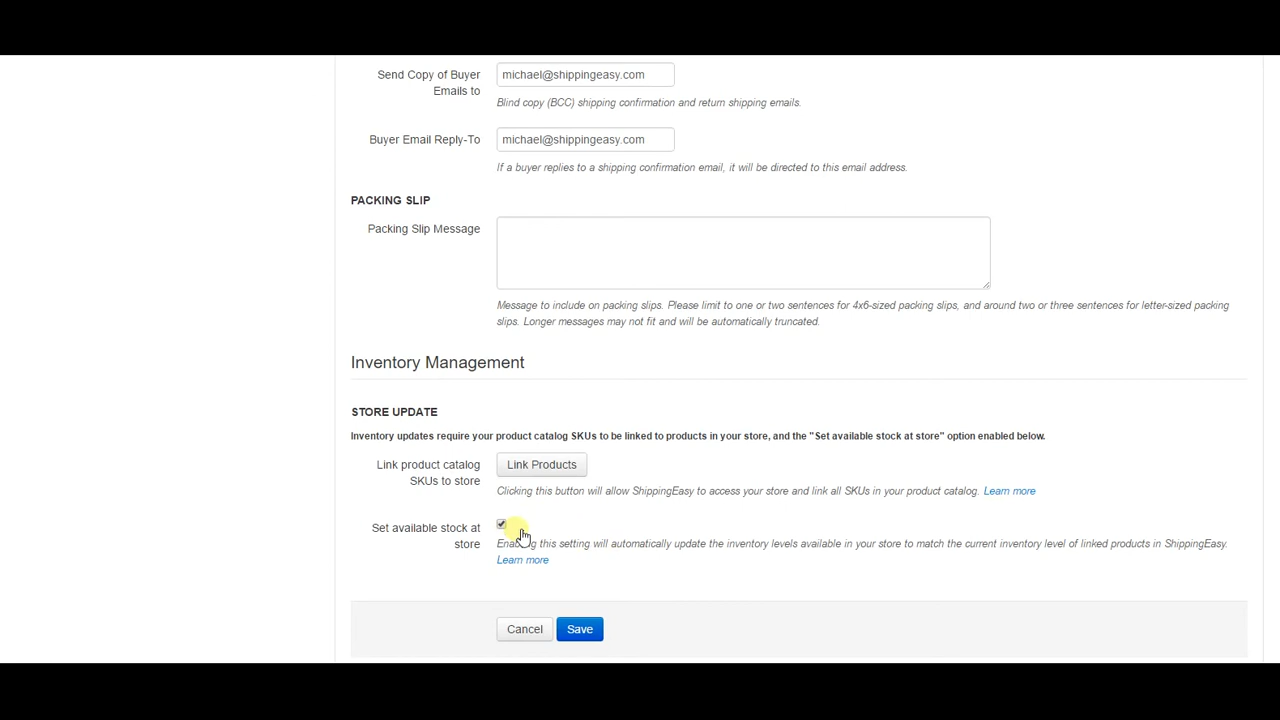 Send Copy of Buyer
Emails to
michael@shippingeasy.com
Blind copy (BCC) shipping confirmation and return shipping emails.
Buyer Email Reply-To
michael@shippingeasy.com
If a buyer replies to a shipping confirmation email, it will be directed to this email address.
PACKING SLIP
Packing Slip Message
Message to include on packing slips. Please limit to one or two sentences for 4x6-sized packing slips, and around two or three sentences for letter-sized packing
slips. Longer messages may not fit and will be automatically truncated.
Inventory Management
STORE UPDATE
Inventory updates require your product catalog SKUs to be linked to products in your store, and the "Set available stock at store" option enabled below.
Link product catalog
SKUs to store
Link Products
Clicking this button will allow ShippingEasy to access your store and link all SKUs in your product catalog. Learn more
Set available stock at
store
Enabling this setting will automatically update the inventory levels available in your store to match the current inventory level of linked products in ShippingEasy.
Learn more
Cancel
Save